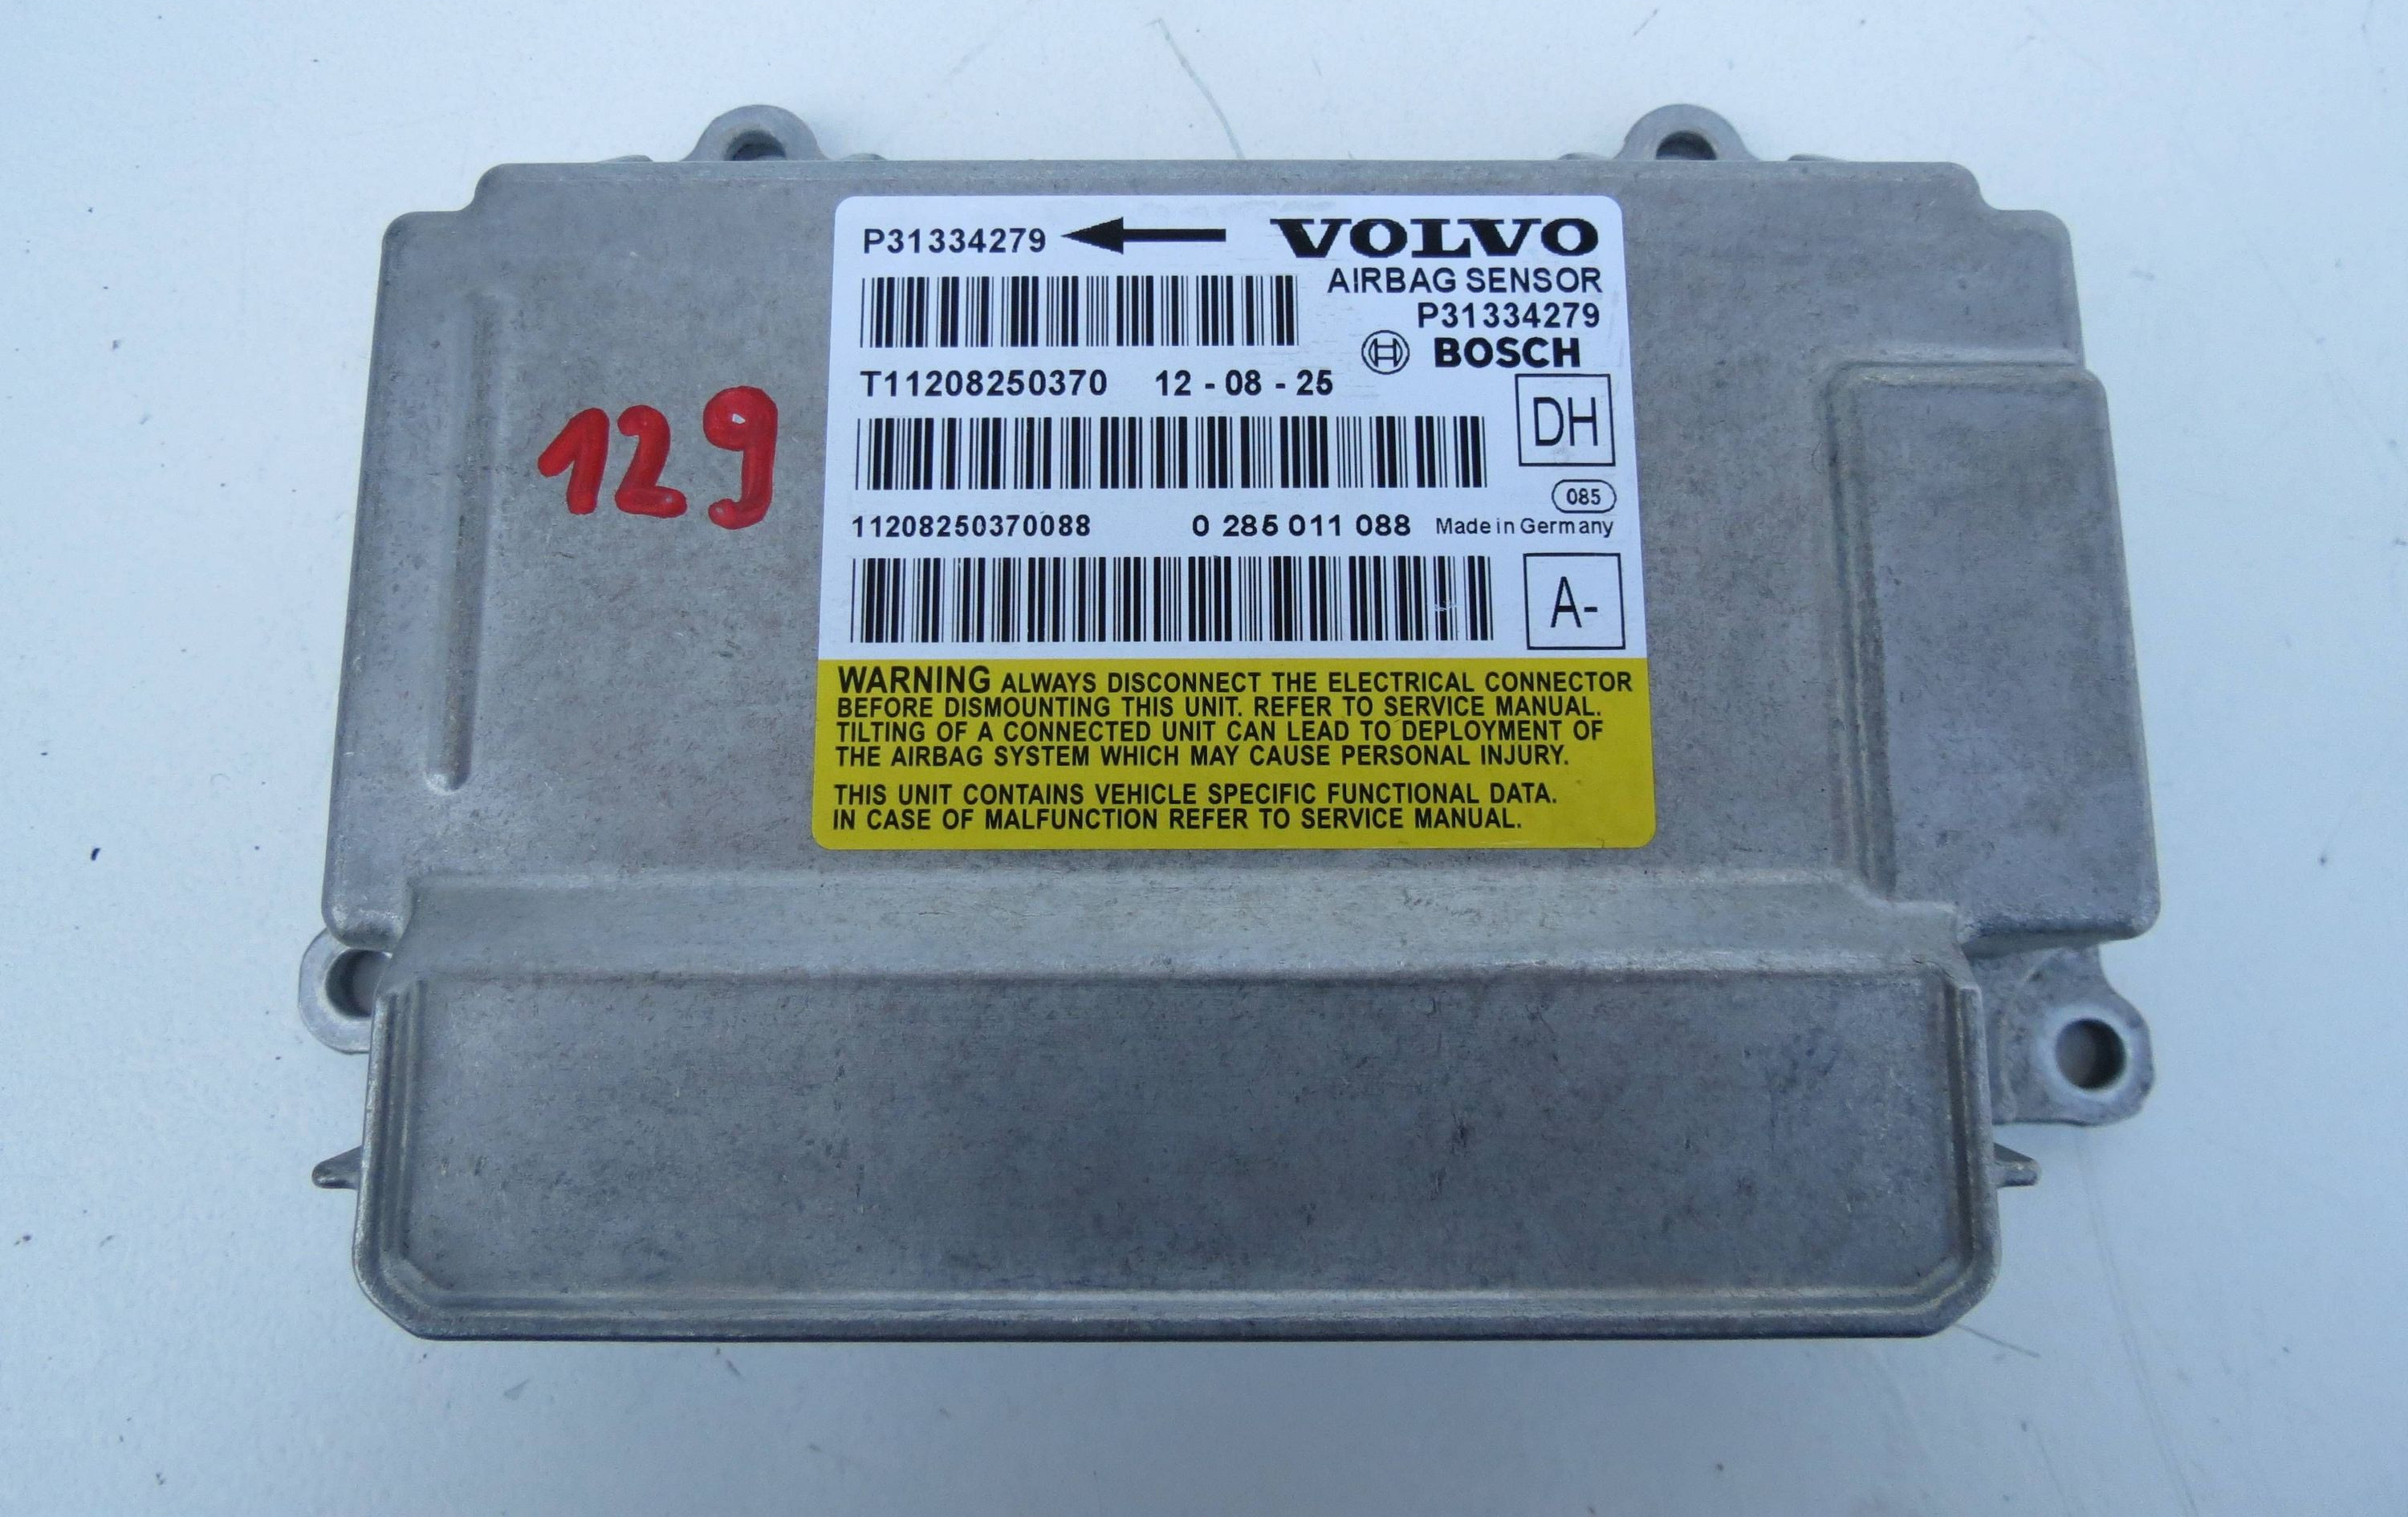 P31334279 VOLVO
AIRBAG SENSOR
P31334279
BOSCH
T11208250370 12 - 08 - 25
DH
085
11208250370088 0 285 011 088 Made in Germany
A-
129
WARNING ALWAYS DISCONNECT THE ELECTRICAL CONNECTOR
BEFORE DISMOUNTING THIS UNIT. REFER TO SERVICE MANUAL.
TILTING OF A CONNECTED UNIT CAN LEAD TO DEPLOYMENT OF
THE AIRBAG SYSTEM WHICH MAY CAUSE PERSONAL INJURY.
THIS UNIT CONTAINS VEHICLE SPECIFIC FUNCTIONAL DATA.
IN CASE OF MALFUNCTION REFER TO SERVICE MANUAL.